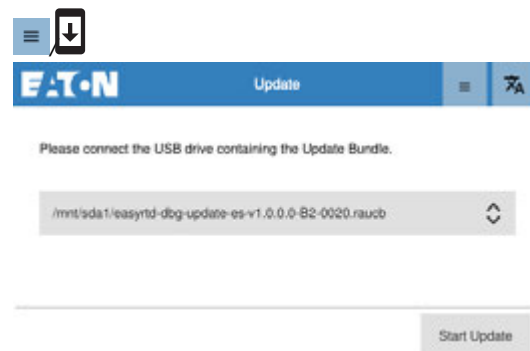 EATON
Update
Please connect the USB drive containing the Update Bundle.
/mnt/sda1/easyrtd-dbg-update-es-v1.0.0.0-B2-0020.raucb
Start Update